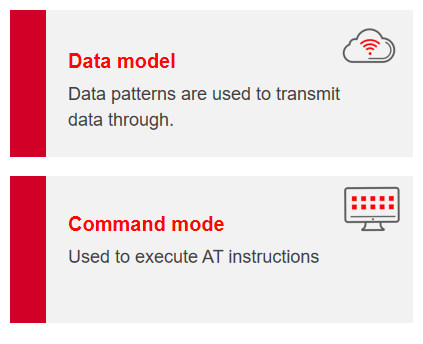 Data model
Data patterns are used to transmit
data through.
Command mode
Used to execute AT instructions